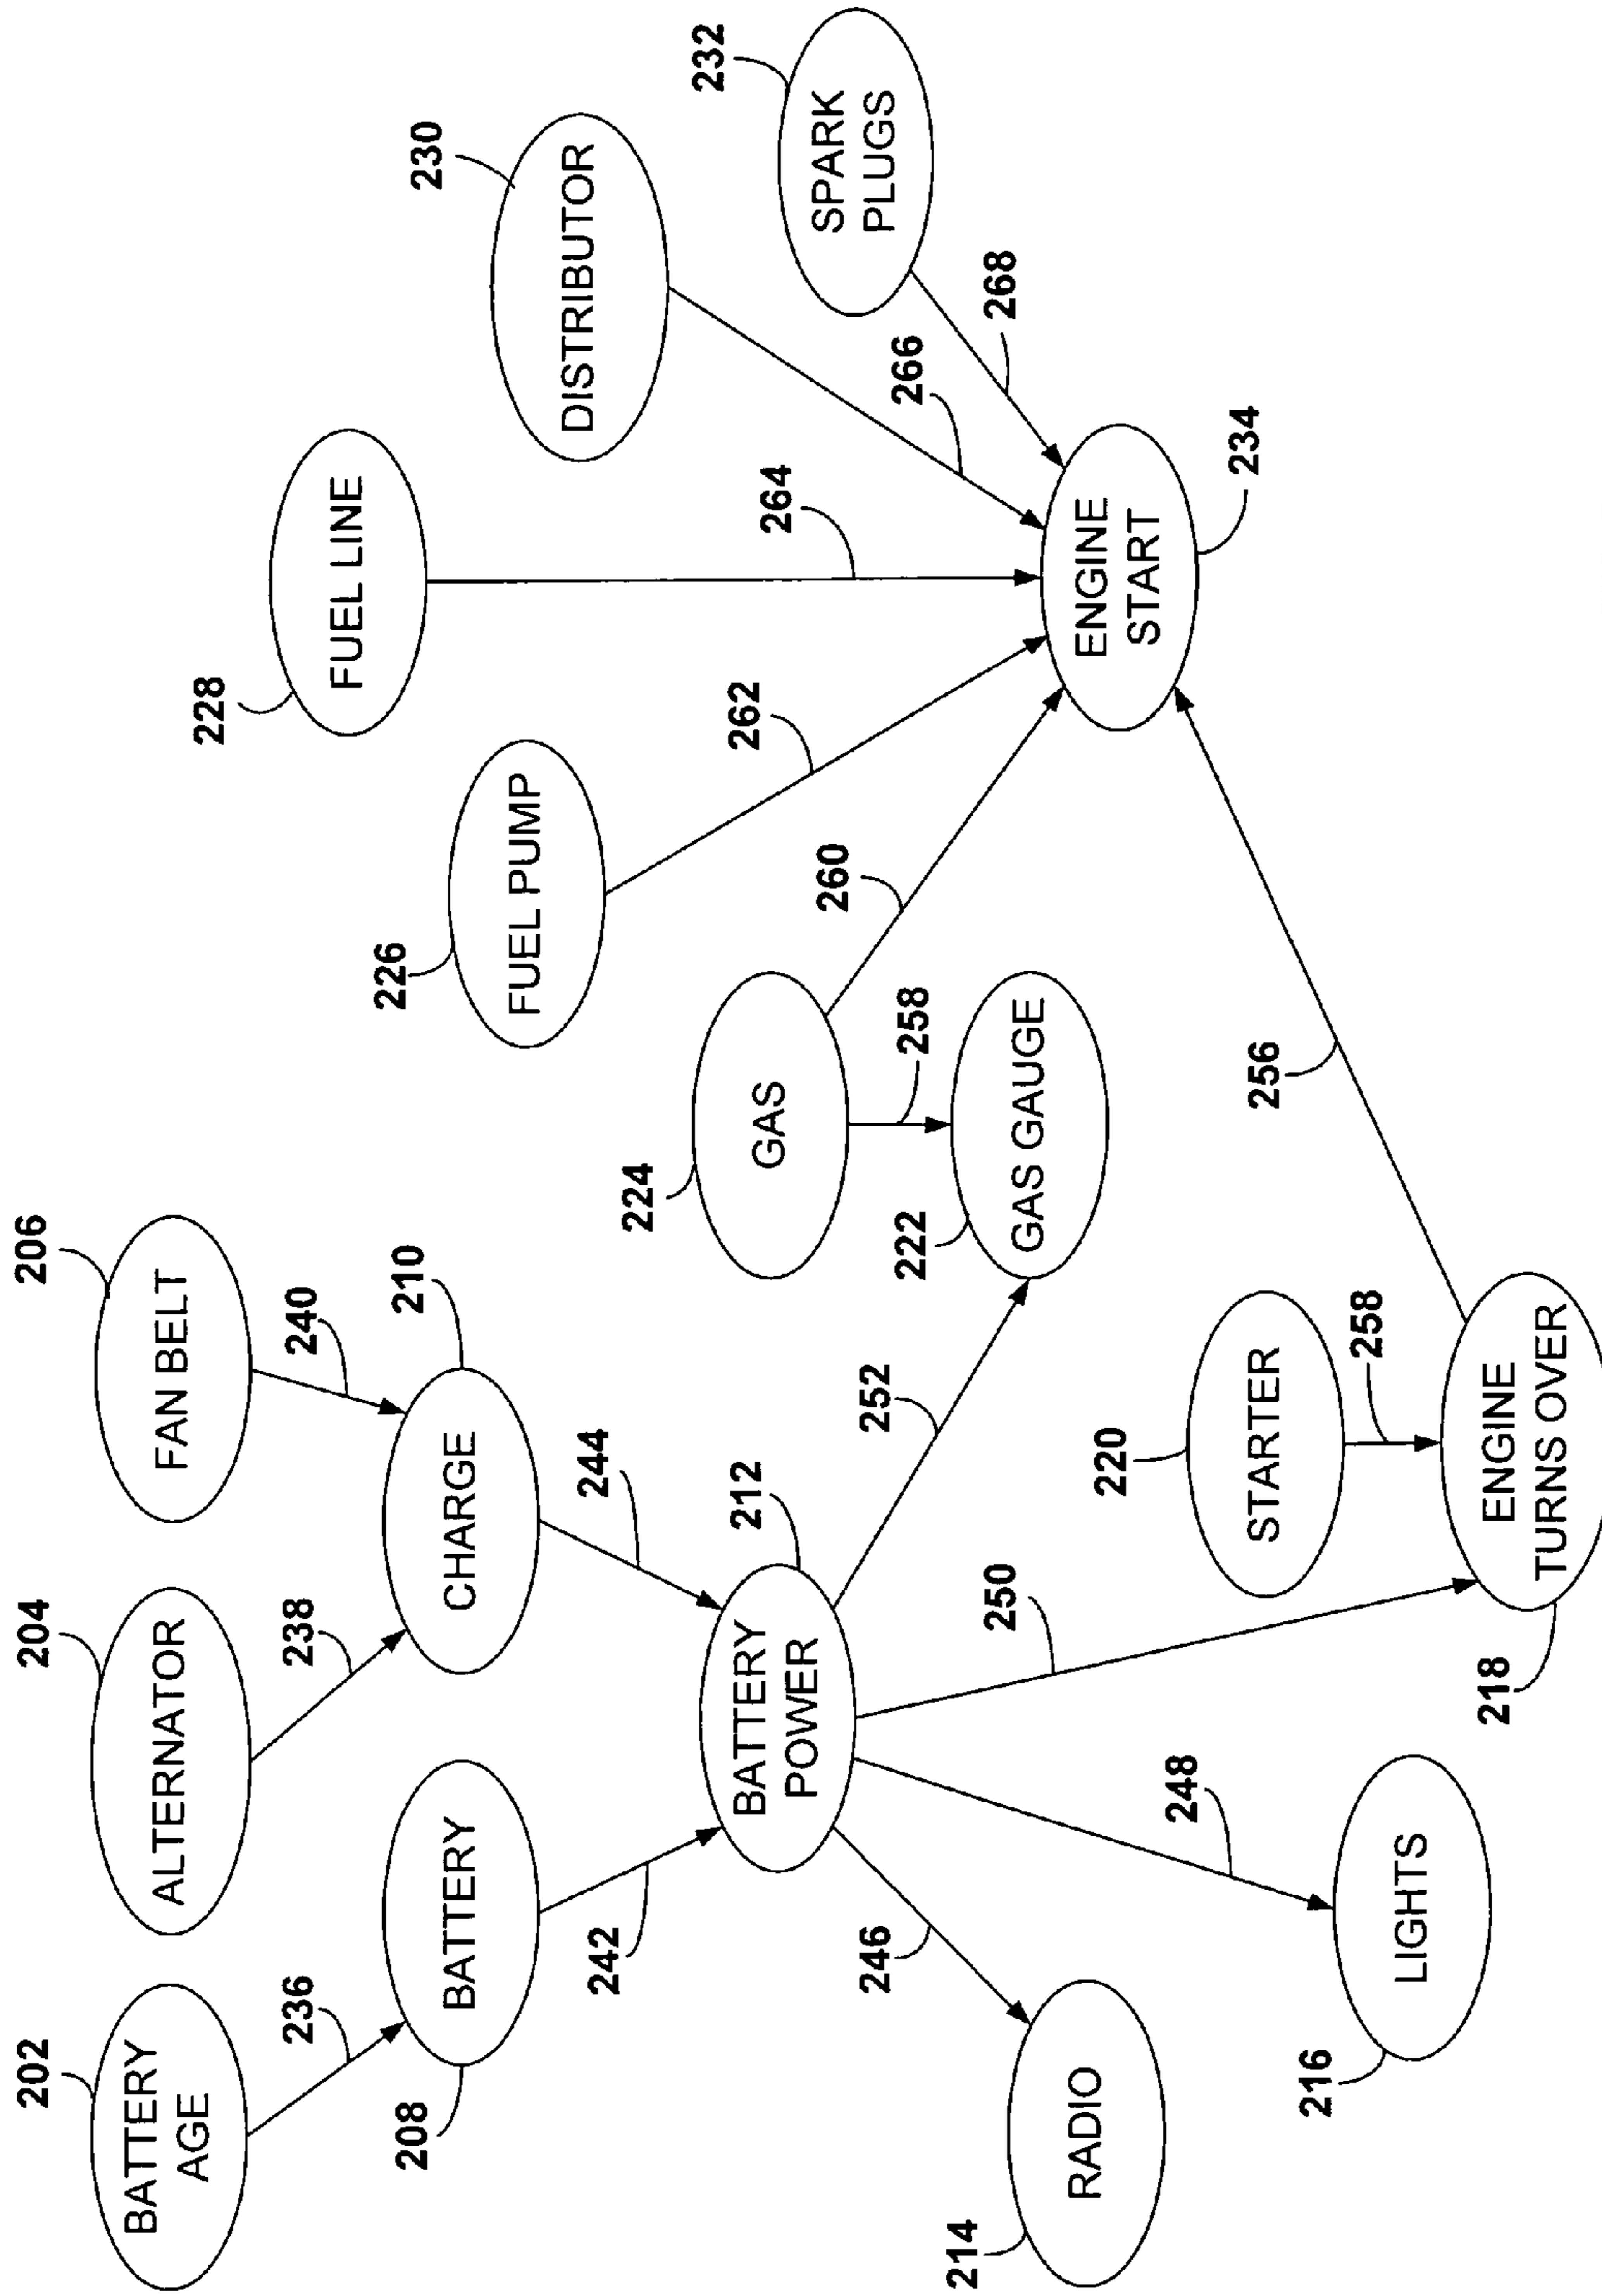 202
BATTERY
AGE
236
204
ALTERNATOR
238
206
FAN BELT
240
208
BATTERY
242
210
CHARGE
244
212
BATTERY
POWER
214
RADIO
246
216
LIGHTS
248
250
252
218
ENGINE
TURNS OVER
220
STARTER
258
256
222
GAS GAUGE
224
GAS
258
260
226
FUEL PUMP
262
228
FUEL LINE
264
230
DISTRIBUTOR
266
232
SPARK
PLUGS
268
ENGINE
START
234